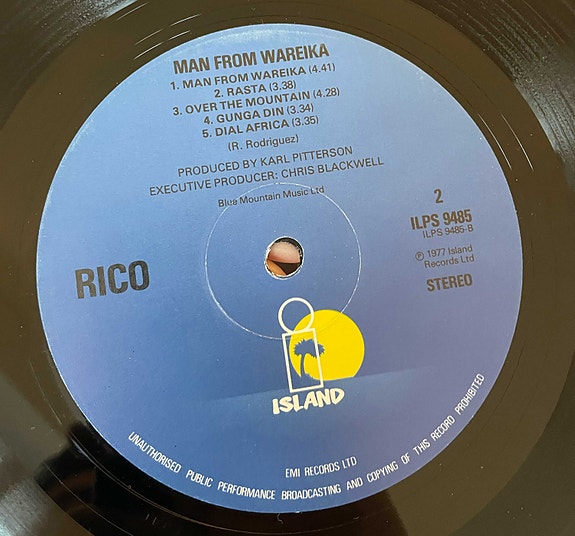 MAN FROM WAREIKA
1. MAN FROM WAREIKA (4.41)
2. RASTA (3.38)
3. OVER THE MOUNTAIN (4.28)
4. GUNGA DIN (3.34)
5. DIAL AFRICA (3.35)
(R. Rodriguez)
PRODUCED BY KARL PITTERSON
EXECUTIVE PRODUCER: CHRIS BLACKWELL
Blue Mountain Music Ltd
2
ILPS 9485
ILPS 9485-B
℗ 1977 Island
Records Ltd
STEREO
RICO
ISLAND
EMI RECORDS LTD
UNAUTHORISED PUBLIC PERFORMANCE BROADCASTING AND COPYING OF THIS RECORD PROHIBITED